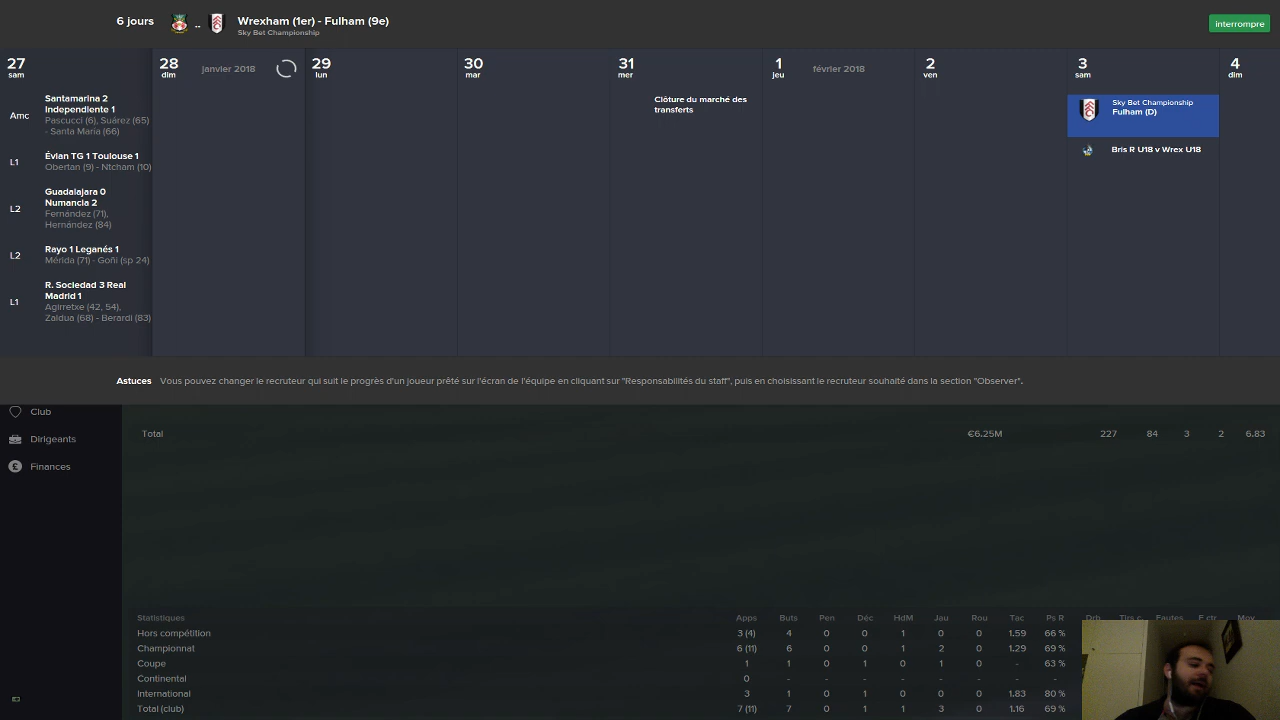 6 jours
..
Wrexham (1er) - Fulham (9e)
Sky Bet Championship
interrompre
27 sam
28 dim
janvier 2018
29 lun
30 mar
31 mer
1 jeu
février 2018
2 ven
3 sam
4 dim
Amc
Santamarina 2
Independiente 1
Pascucci (6), Suárez (65)
- Santa María (66)
L1
Évian TG 1 Toulouse 1
Obertan (9) - Ntcham (10)
L2
Guadalajara 0
Numancia 2
Fernández (71),
Hernández (84)
L2
Rayo 1 Leganés 1
Mérida (71) - Goñi (sp 24)
L1
R. Sociedad 3 Real
Madrid 1
Agirretxe (42, 54),
Zaldua (68) - Berardi (83)
Clôture du marché des
transferts
Sky Bet Championship
Fulham (D)
Bris R U18 v Wrex U18
Astuces Vous pouvez changer le recruteur qui suit le progrès d'un joueur prêté sur l'écran de l'équipe en cliquant sur "Responsabilités du staff", puis en choisissant le recruteur souhaité dans la section "Observer".
Club
Dirigeants
Finances
Total €6.25M 227 84 3 2 6.83
Statistiques Apps Buts Pen Déc HdM Jau Rou Tac Ps R Drb Tirs c. Fautes F ctr Moy
Hors compétition 3 (4) 4 0 0 1 0 0 1.59 66 %
Championnat 6 (11) 6 0 0 1 2 0 1.29 69 %
Coupe 1 1 0 1 0 1 0 - 63 %
Continental 0 - - - - - - - -
International 3 1 0 1 0 0 0 1.83 80 %
Total (club) 7 (11) 7 0 1 1 3 0 1.16 69 %